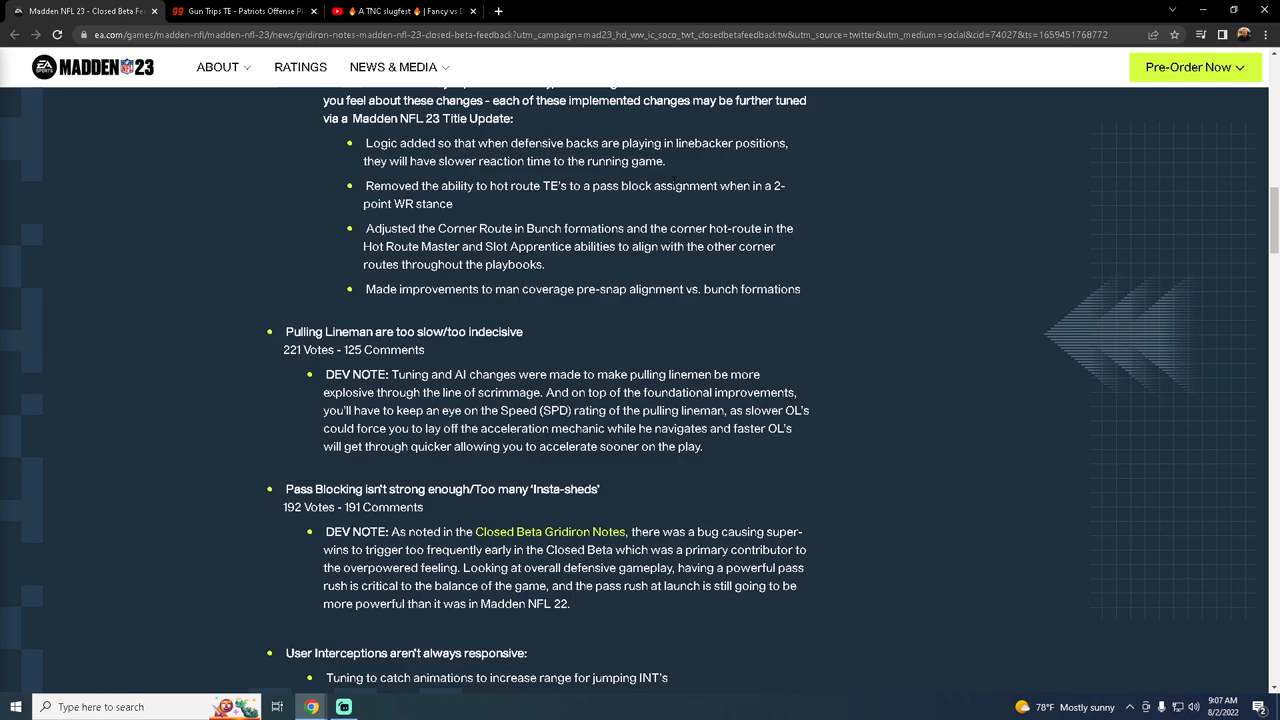 Madden NFL 23 - Closed Beta Fe
Gun Trips TE - Patriots Offense Pl
A TNC slugfest | Fancy vs D
ea.com/games/madden-nfl/madden-nfl-23/news/gridiron-notes-madden-nfl-23-closed-beta-feedback?utm_campaign=mad23_hd_ww_ic_soco_twt_closedbetafeedbacktw&utm_source=twitter&utm_medium=social&cid=74027&ts=1659451768772
EA SPORTS MADDEN NFL 23 ABOUT RATINGS NEWS & MEDIA Pre-Order Now
you feel about these changes - each of these implemented changes may be further tuned
via a Madden NFL 23 Title Update:
Logic added so that when defensive backs are playing in linebacker positions,
they will have slower reaction time to the running game.
Removed the ability to hot route TE's to a pass block assignment when in a 2-
point WR stance
Adjusted the Corner Route in Bunch formations and the corner hot-route in the
Hot Route Master and Slot Apprentice abilities to align with the other corner
routes throughout the playbooks.
Made improvements to man coverage pre-snap alignment vs. bunch formations
Pulling Lineman are too slow/too indecisive
221 Votes - 125 Comments
DEV NOTE: Tuning and AI changes were made to make pulling linemen be more
explosive through the line of scrimmage. And on top of the foundational improvements,
you'll have to keep an eye on the Speed (SPD) rating of the pulling lineman, as slower OL's
could force you to lay off the acceleration mechanic while he navigates and faster OL's
will get through quicker allowing you to accelerate sooner on the play.
Pass Blocking isn't strong enough/Too many 'Insta-sheds'
192 Votes - 191 Comments
DEV NOTE: As noted in the Closed Beta Gridiron Notes, there was a bug causing super-
wins to trigger too frequently early in the Closed Beta which was a primary contributor to
the overpowered feeling. Looking at overall defensive gameplay, having a powerful pass
rush is critical to the balance of the game, and the pass rush at launch is still going to be
more powerful than it was in Madden NFL 22.
User Interceptions aren't always responsive:
Tuning to catch animations to increase range for jumping INT's
Type here to search
78°F Mostly sunny
9:07 AM
8/2/2022
2